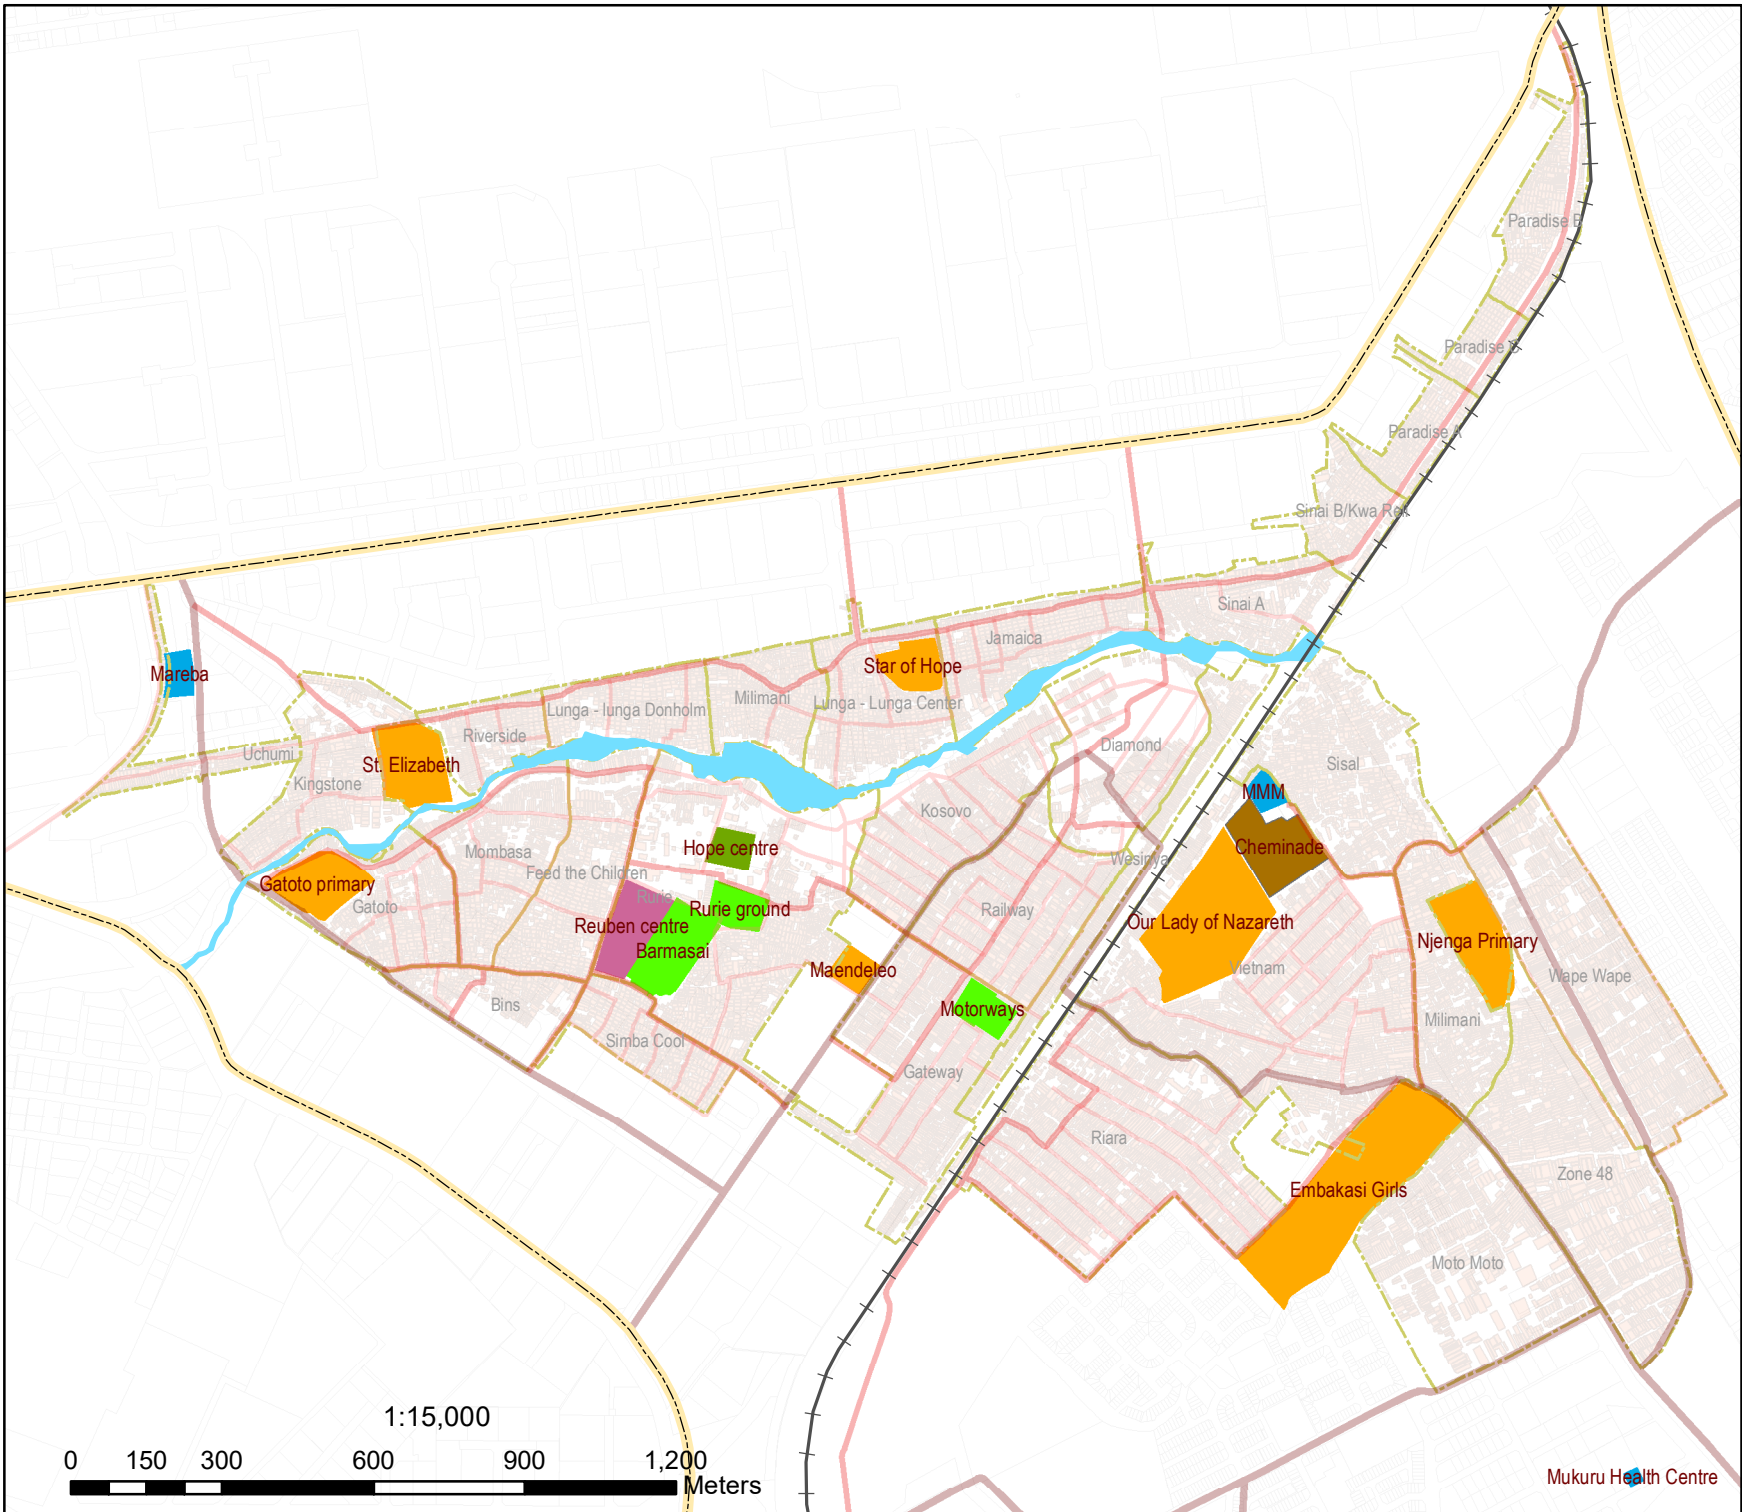 Paradise B
Paradise C
Paradise A
Sinai B/Kwa Reli
Sinai A
Jamaica
Star of Hope
Mareba
Milimani
Lunga - Lunga Center
Lunga - lunga Donholm
Riverside
Uchumi
St. Elizabeth
Kingstone
Diamond
Sisal
MMM
Kosovo
Cheminade
Hope centre
Mombasa
Wesinya
Feed the Children
Gatoto primary
Rurie
Gatoto
Rurie ground
Railway
Our Lady of Nazareth
Reuben centre
Njenga Primary
Barmasai
Maendeleo
Vietnam
Wape Wape
Bins
Motorways
Milimani
Simba Cool
Gateway
Riara
Zone 48
Embakasi Girls
Moto Moto
1:15,000
0 150 300 600 900 1,200
Meters
Mukuru Health Centre